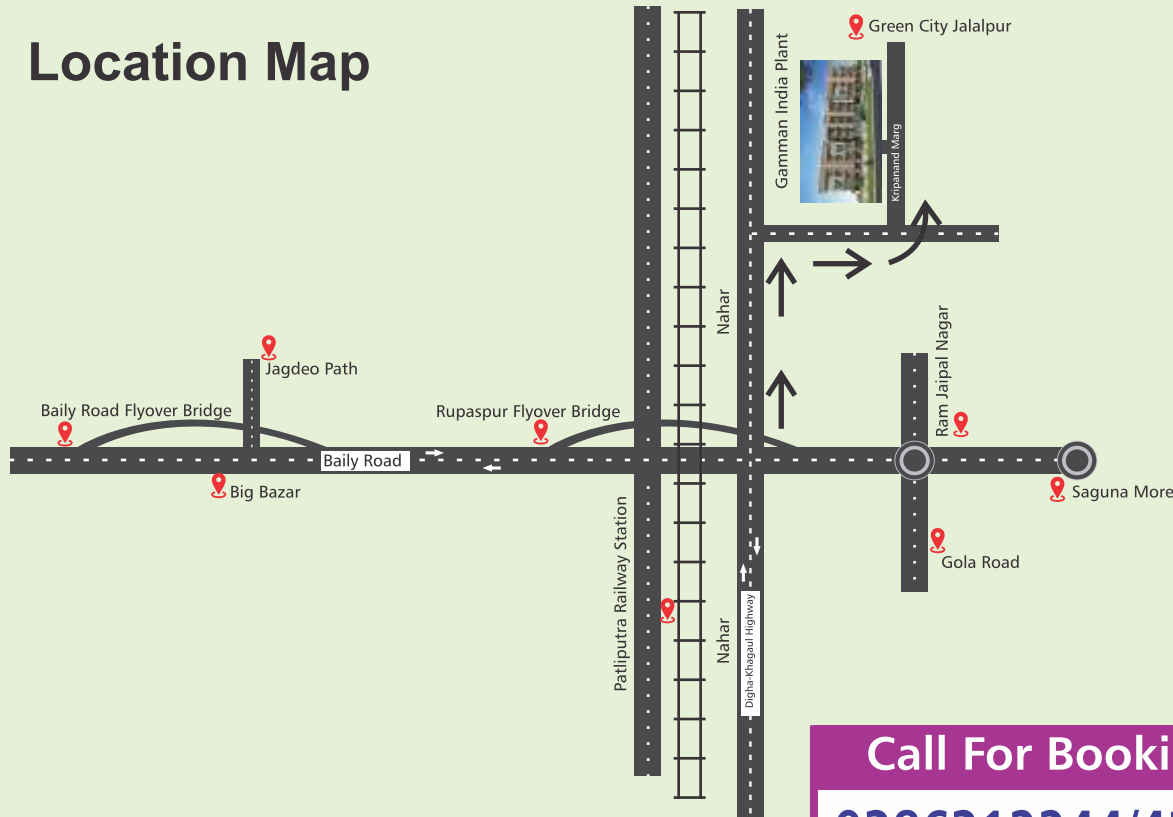 Location Map
Green City Jalalpur
Gamman India Plant
Kripanand Marg
Nahar
Ram Jaipal Nagar
Jagdeo Path
Baily Road Flyover Bridge
Rupaspur Flyover Bridge
Baily Road
Big Bazar
Saguna More
Patliputra Railway Station
Gola Road
Nahar
Digha-Khagaul Highway
Call For Booki